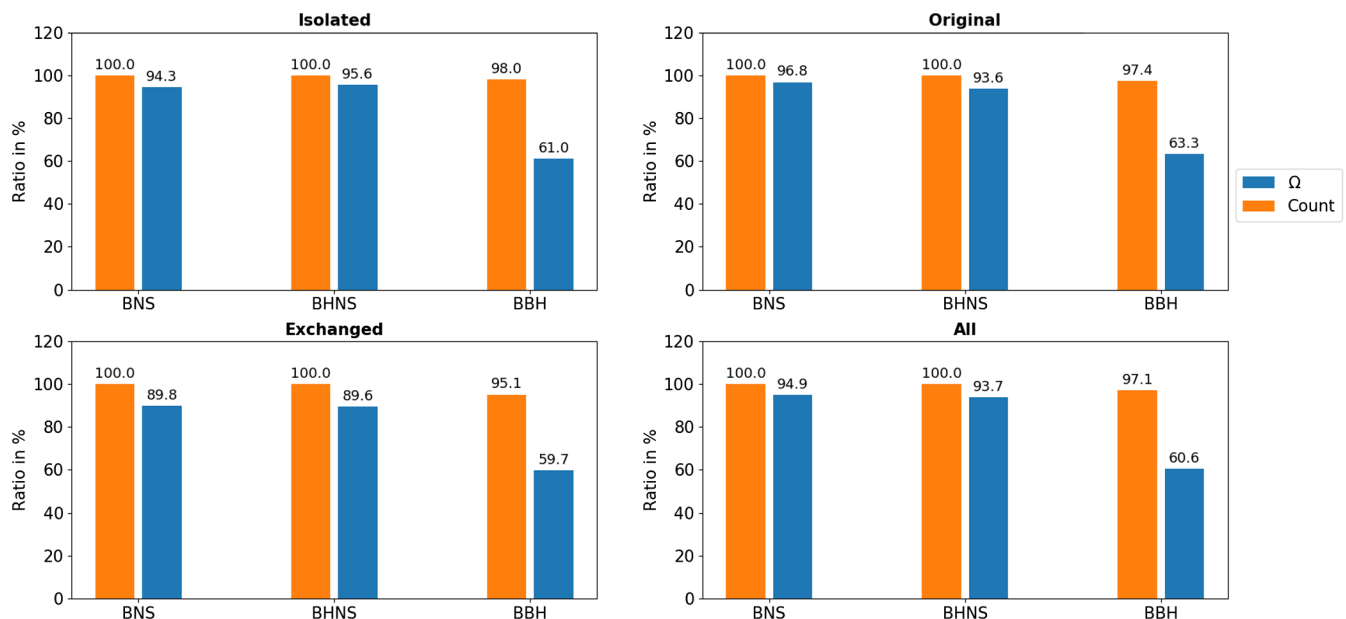 Isolated
120
100
80
60
40
20
0
Ratio in %
100.0 94.3 100.0 95.6 98.0 61.0
BNS BHNS BBH
Original
120
100
80
60
40
20
0
Ratio in %
100.0 96.8 100.0 93.6 97.4 63.3
BNS BHNS BBH
Ω
Count
Exchanged
120
100
80
60
40
20
0
Ratio in %
100.0 89.8 100.0 89.6 95.1 59.7
BNS BHNS BBH
All
120
100
80
60
40
20
0
Ratio in %
100.0 94.9 100.0 93.7 97.1 60.6
BNS BHNS BBH